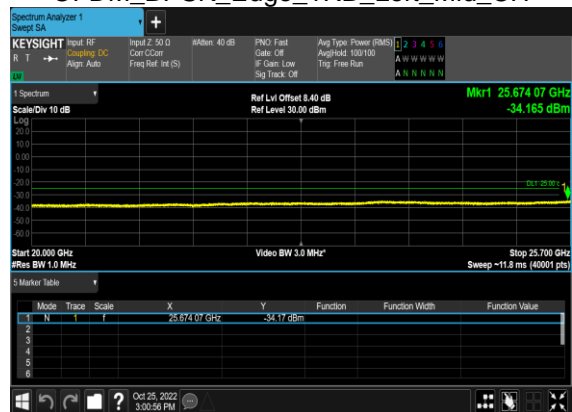 Spectrum Analyzer 1
Swept SA
+
KEYSIGHT Input: RF Input Z: 50 Ω #Atten: 40 dB PNO: Fast Avg Type: Power (RMS) 1 2 3 4 5 6
R T Coupling: DC Corr CCorr Gate: Off Avg|Hold: 100/100 A W W W W W
Align: Auto Freq Ref: Int (S) IF Gain: Low Trig: Free Run
LW Sig Track: Off A N N N N N
1 Spectrum Ref Lvl Offset 8.40 dB Mkr1 25.674 07 GHz
Scale/Div 10 dB Ref Level 30.00 dBm -34.165 dBm
Log
20.0
10.0
0.00
-10.0
-20.0
DL1 -25.00
1
-30.0
-40.0
-50.0
-60.0
Start 20.000 GHz Video BW 3.0 MHz* Stop 25.700 GHz
#Res BW 1.0 MHz Sweep ~11.8 ms (40001 pts)
5 Marker Table
Mode Trace Scale X Y Function Function Width Function Value
1 N 1 f 25.674 07 GHz -34.17 dBm
2
3
4
5
6
? Oct 25, 2022
3:00:56 PM